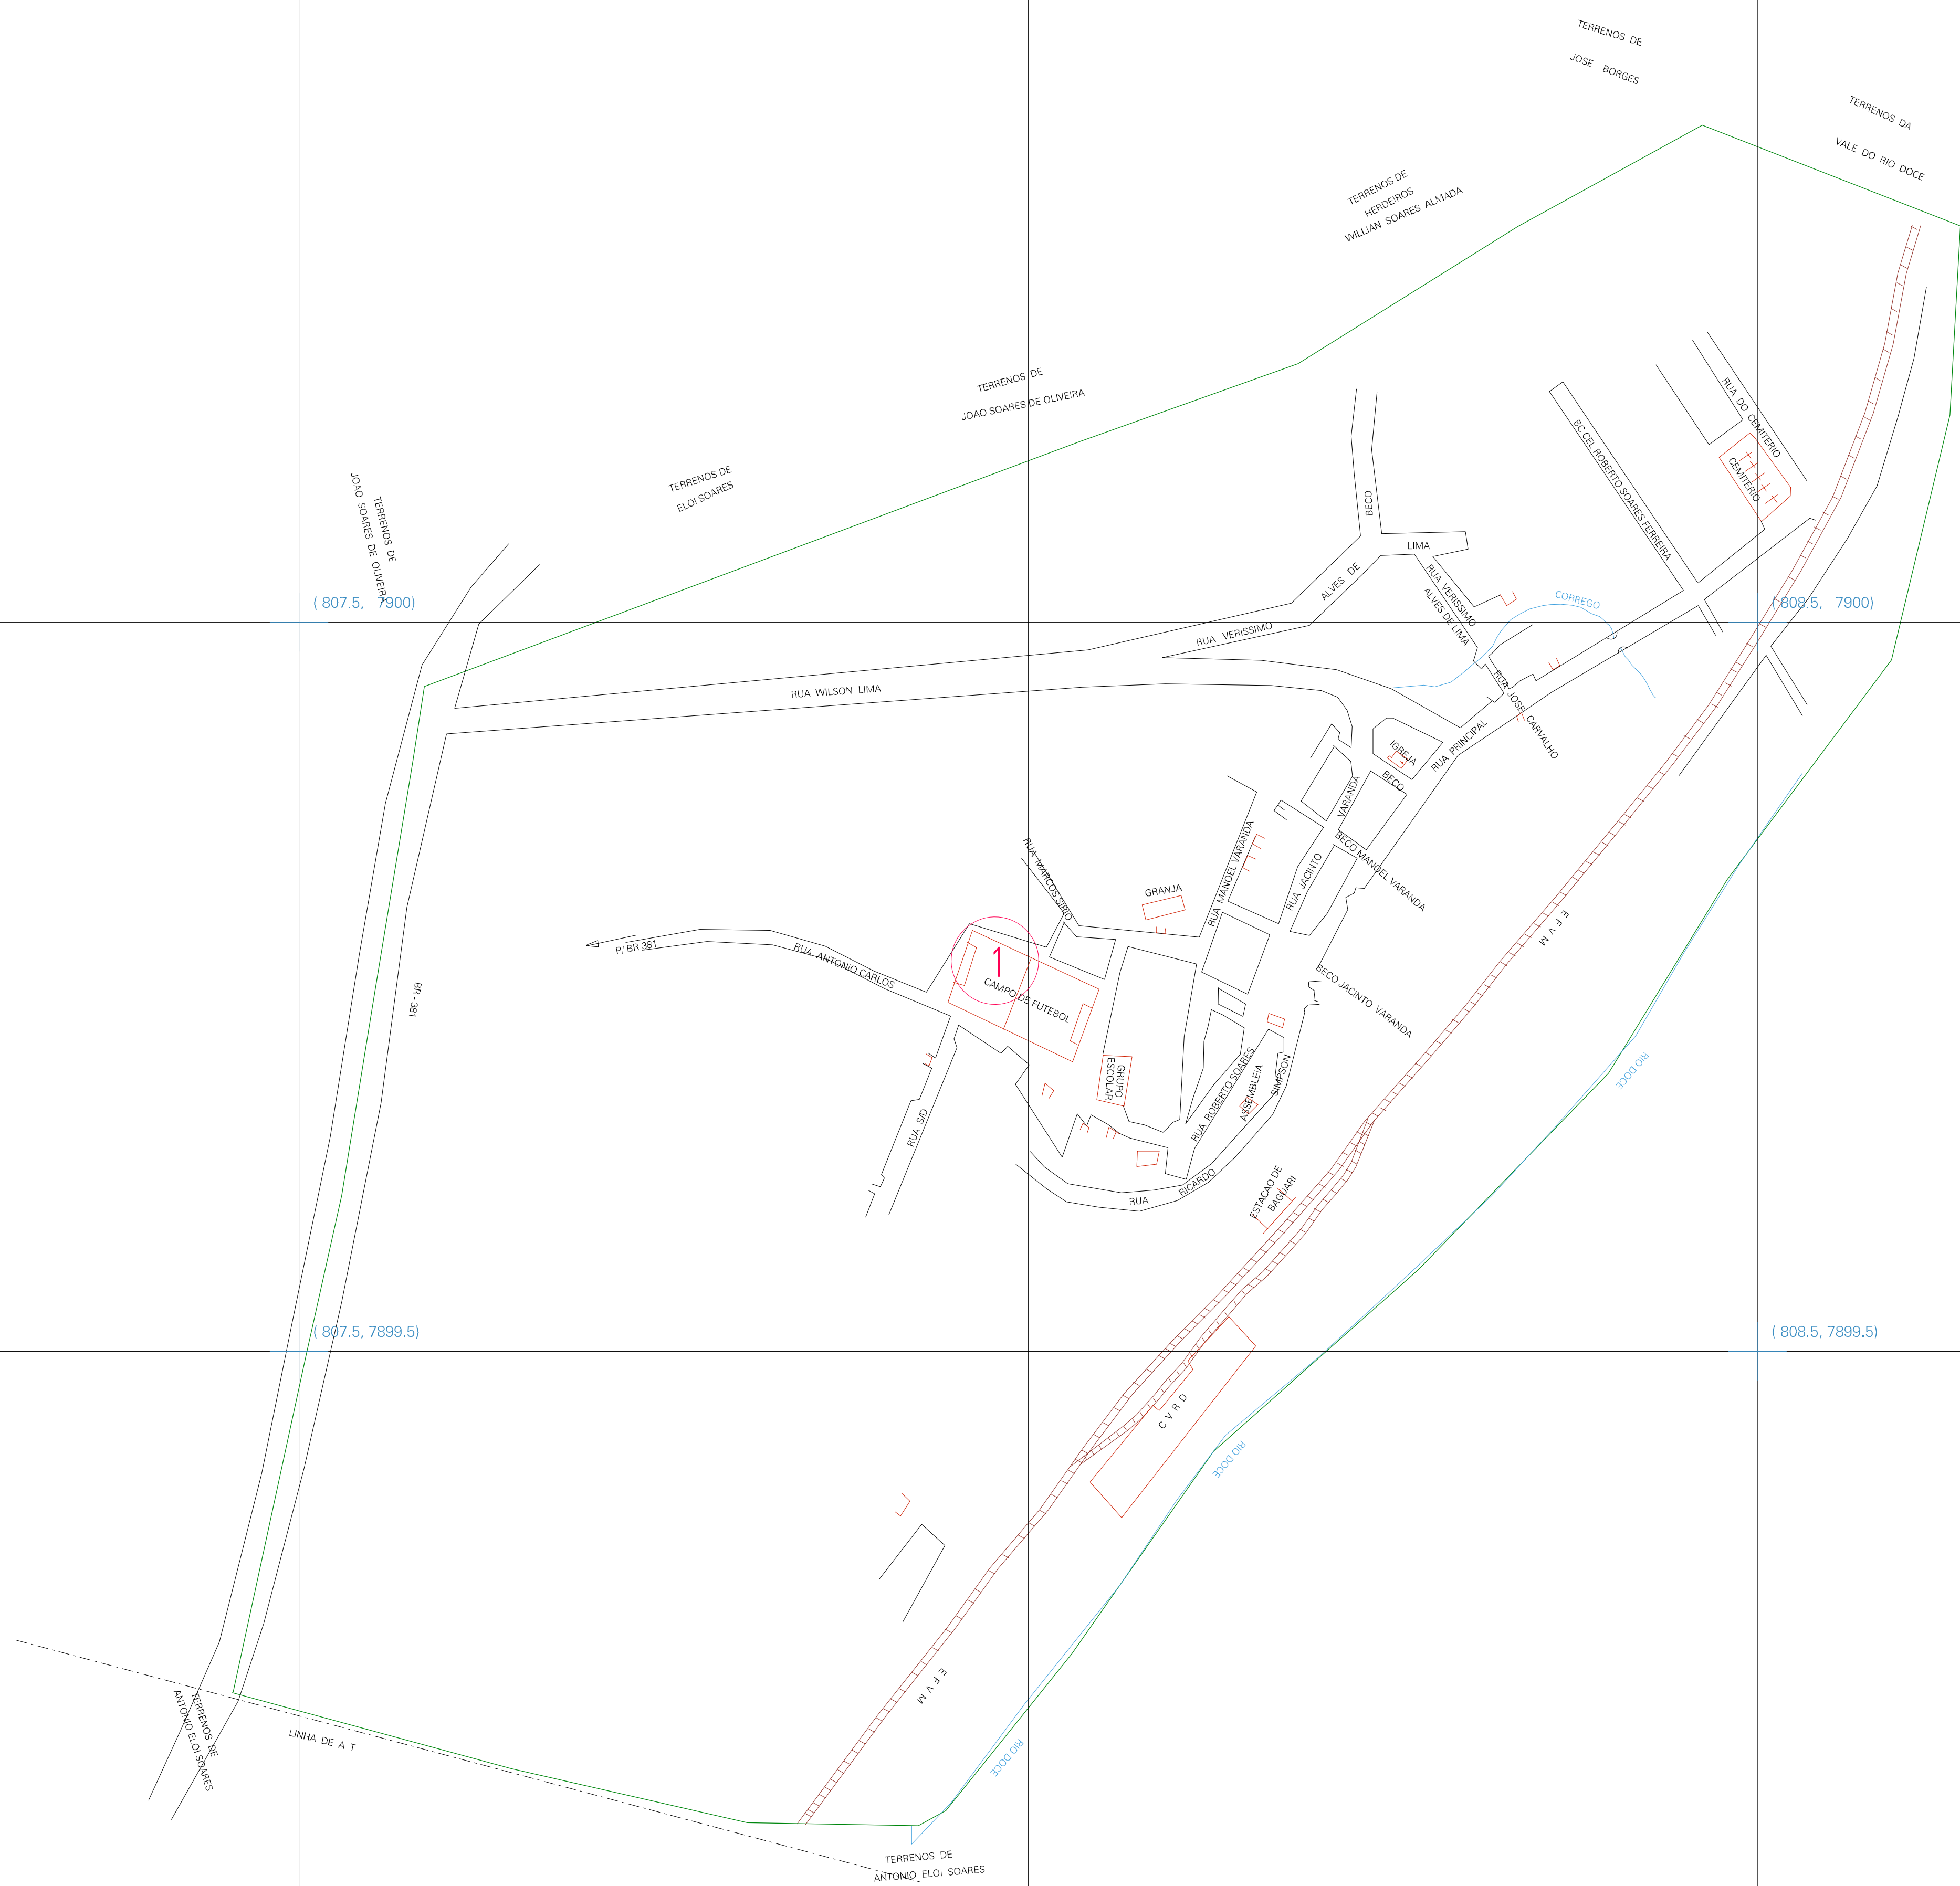 TERRENOS DE
JOSE BORGES
TERRENOS DA
VALE DO RIO DOCE
TERRENOS DE
HERDEIROS
WILLIAN SOARES ALMADA
TERRENOS DE
JOAO SOARES DE OLIVEIRA
TERRENOS DE
ELOI SOARES
TERRENOS DE
JOAO SOARES DE OLIVEIRA
RUA DO CEMITERIO
CEMITERIO
BC CEL ROBERTO SOARES FERREIRA
BECO
LIMA
ALVES DE
RUA VERISSIMO
RUA VERISSIMO
ALVES DE LIMA
CORREGO
( 807.5, 7900)
( 808.5, 7900)
RUA WILSON LIMA
RUA JOSE CARVALHO
RUA PRINCIPAL
IGREJA
BECO
VARANDA
BECO MANOEL VARANDA
RUA JACINTO
RUA MANOEL VARANDA
GRANJA
RUA MARCOS SIRIO
P/ BR 381
RUA ANTONIO CARLOS
1
CAMPO DE FUTEBOL
BR - 381
BECO JACINTO VARANDA
E F V M
RIO DOCE
GRUPO
ESCOLAR
RUA ROBERTO SOARES
ASSEMBLEIA
SIMPSON
RUA S/D
RUA
RICARDO
ESTACAO DE
BAGUARI
( 807.5, 7899.5)
( 808.5, 7899.5)
C V R D
RIO DOCE
E F V M
TERRENOS DE
ANTONIO ELOI SOARES
LINHA DE A T
RIO DOCE
TERRENOS DE
ANTONIO ELOI SOARES